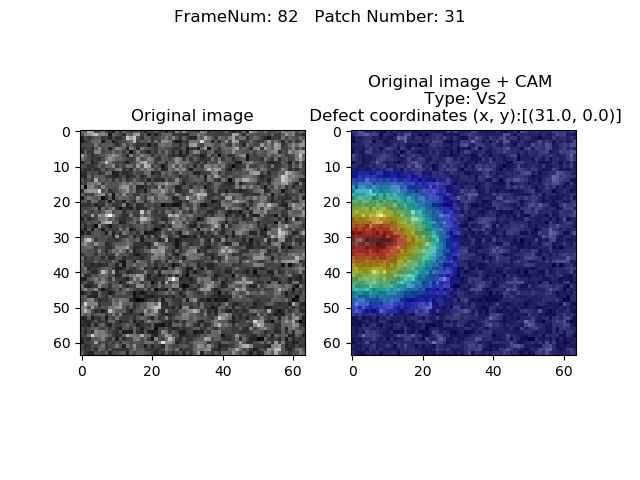 FrameNum: 82   Patch Number: 31
Original image
0
10
20
30
40
50
60
0 20 40 60
Original image + CAM
Type: Vs2
Defect coordinates (x, y):[(31.0, 0.0)]
0
10
20
30
40
50
60
0 20 40 60